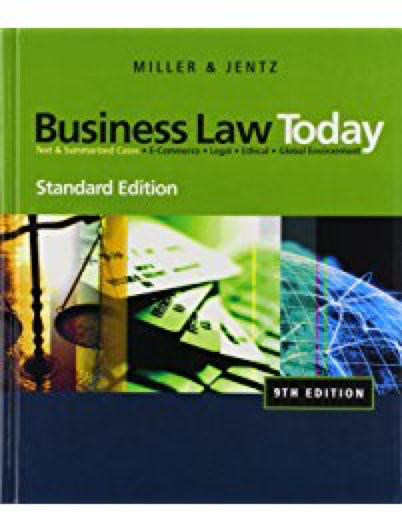 MILLER & JENTZ
Business Law Today
Text & Summarized Cases • E-Commerce • Legal • Ethical • Global Environment
Standard Edition
9TH EDITION